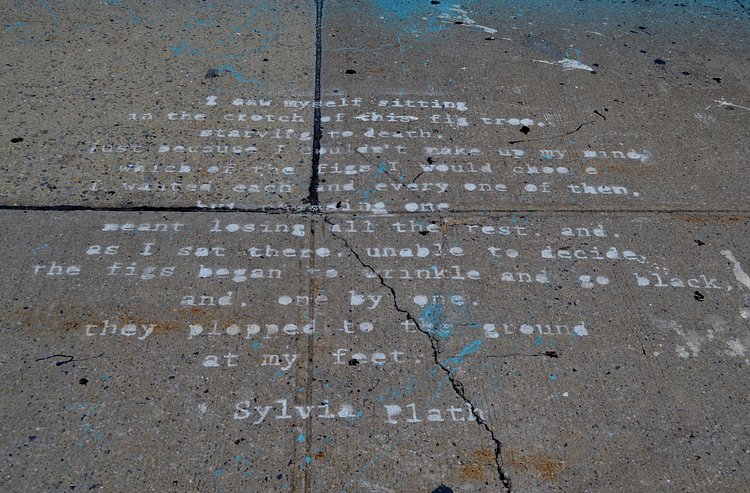 I saw myself sitting
in the crotch of this fig tree,
starving to death,
just because I couldn't make up my mind
which of the figs I would choose
I wanted each and every one of them,
but choosing one
meant losing all the rest, and,
as I sat there, unable to decide,
the figs began to wrinkle and go black,
and, one by one,
they plopped to the ground
at my feet.
Sylvia Plath